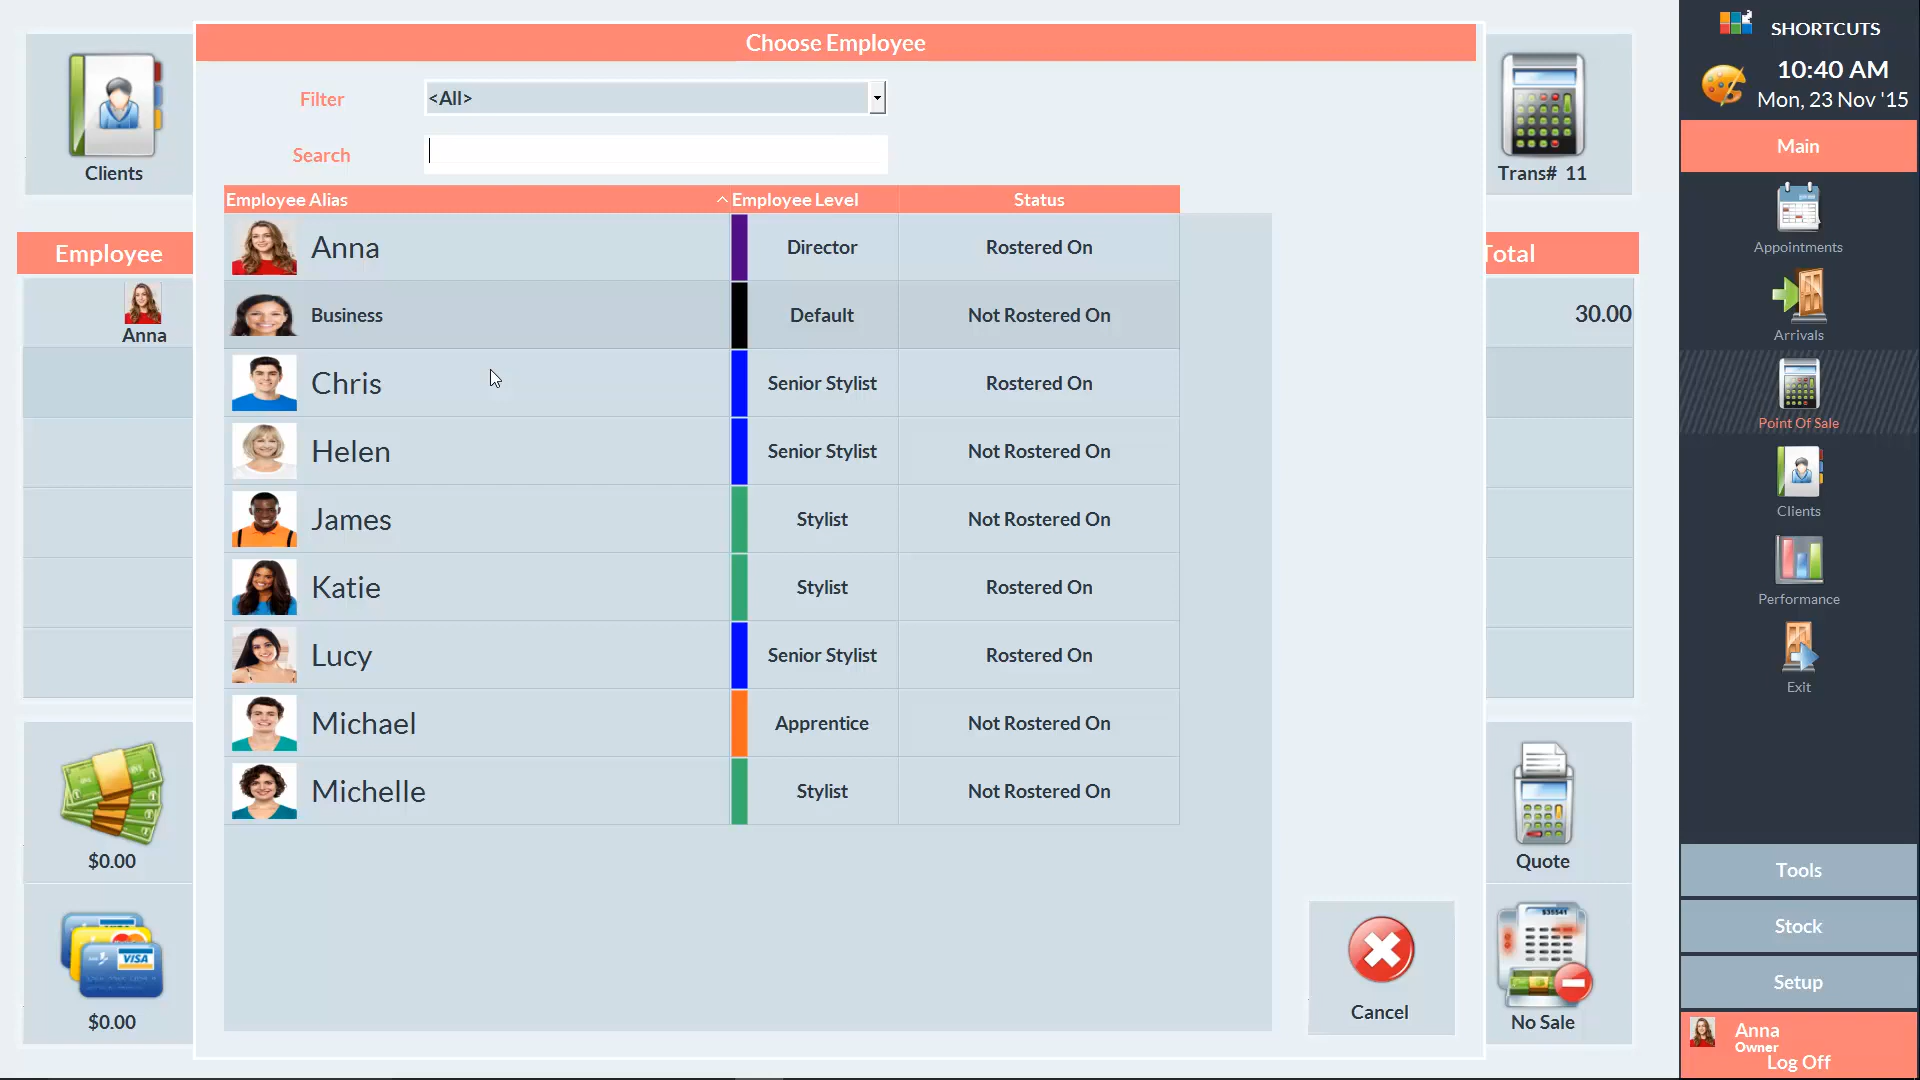 Choose Employee
Filter
<All>
Search
Employee Alias
Employee Level
Status
Anna
Director
Rostered On
Business
Default
Not Rostered On
Chris
Senior Stylist
Rostered On
Helen
Senior Stylist
Not Rostered On
James
Stylist
Not Rostered On
Katie
Stylist
Rostered On
Lucy
Senior Stylist
Rostered On
Michael
Apprentice
Not Rostered On
Michelle
Stylist
Not Rostered On
Cancel
Clients
Employee
Anna
$0.00
VISA
$0.00
Trans# 11
Total
30.00
Quote
$35541
No Sale
SHORTCUTS
10:40 AM
Mon, 23 Nov '15
Main
Appointments
Arrivals
Point Of Sale
Clients
Performance
Exit
Tools
Stock
Setup
Anna
Owner
Log Off